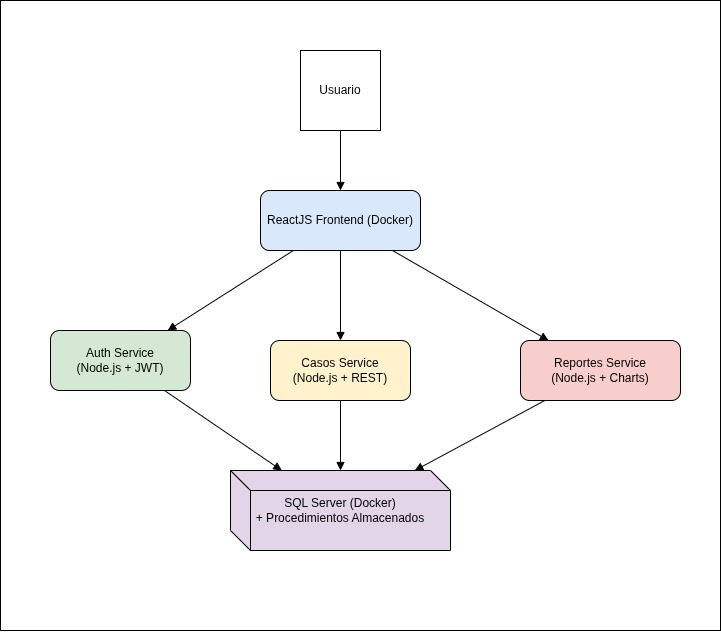 Usuario
ReactJS Frontend (Docker)
Auth Service
(Node.js + JWT)
Casos Service
(Node.js + REST)
Reportes Service
(Node.js + Charts)
SQL Server (Docker)
+ Procedimientos Almacenados